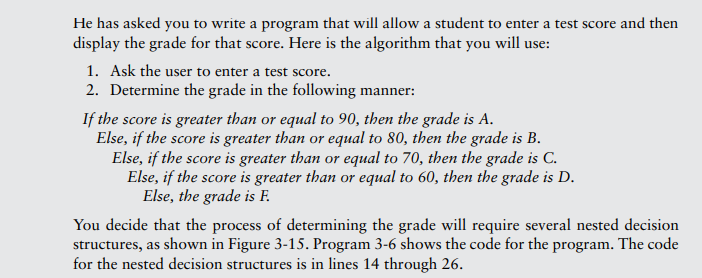 He has asked you to write a program that will allow a student to enter a test score and then
display the grade for that score. Here is the algorithm that you will use:
1. Ask the user to enter a test score.
2. Determine the grade in the following manner:
If the score is greater than or equal to 90, then the grade is A.
Else, if the score is greater than or equal to 80, then the grade is B.
Else, if the score is greater than or equal to 70, then the grade is C.
Else, if the score is greater than or equal to 60, then the grade is D.
Else, the grade is F.
You decide that the process of determining the grade will require several nested decision
structures, as shown in Figure 3-15. Program 3-6 shows the code for the program. The code
for the nested decision structures is in lines 14 through 26.